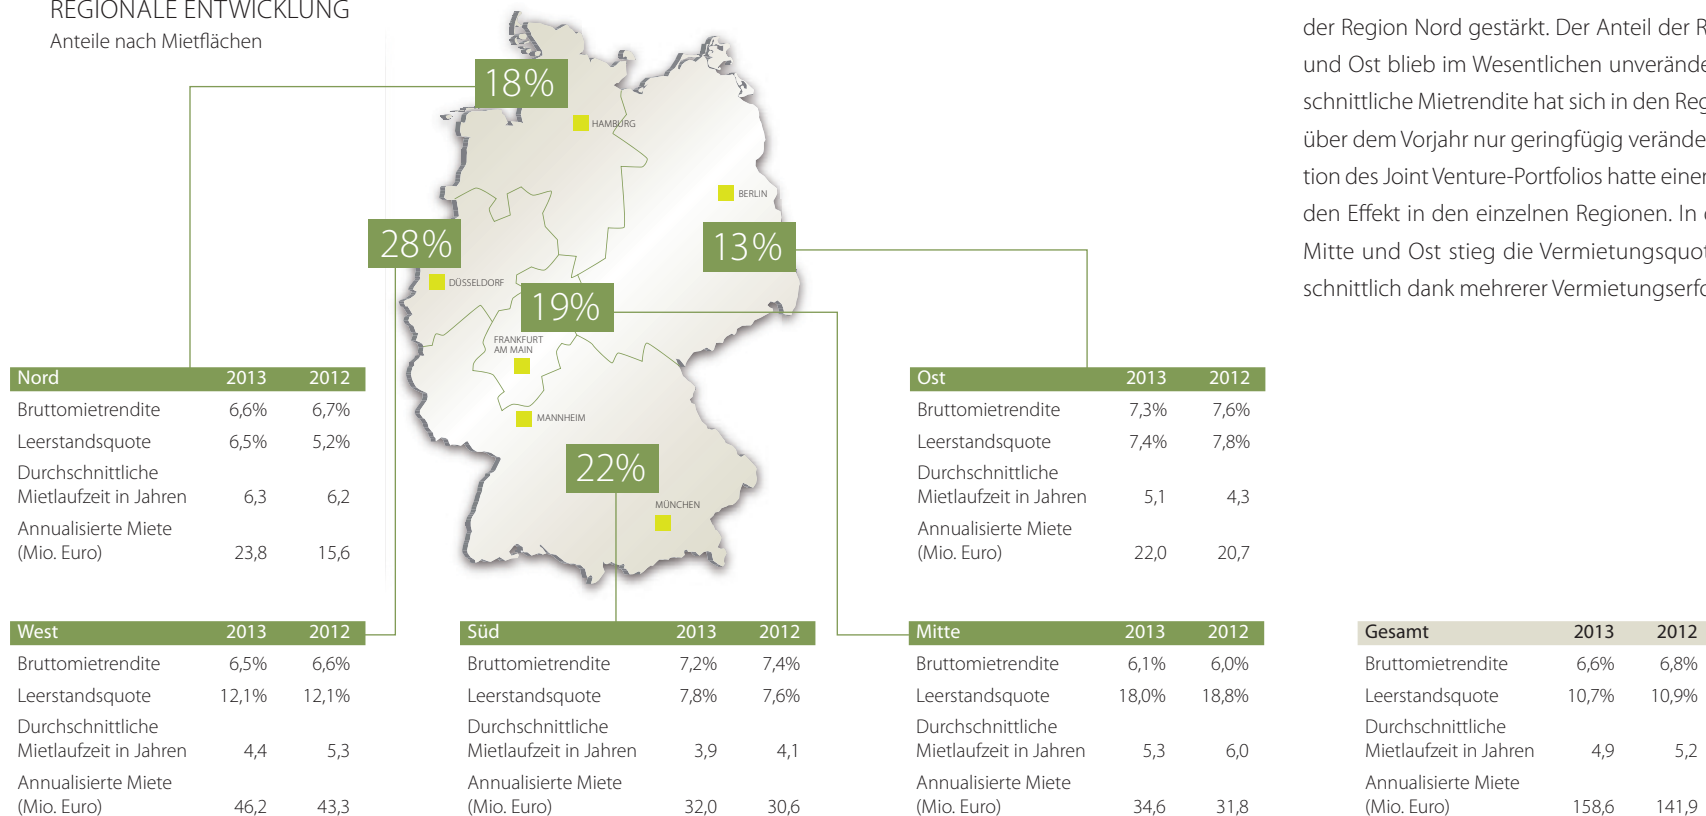 REGIONALE ENTWICKLUNG
Anteile nach Mietflächen
18%
HAMBURG
BERLIN
28%
13%
DÜSSELDORF
19%
FRANKFURT
AM MAIN
MANNHEIM
22%
MÜNCHEN
Nord 2013 2012
Bruttomietrendite 6,6% 6,7%
Leerstandsquote 6,5% 5,2%
Durchschnittliche
Mietlaufzeit in Jahren 6,3 6,2
Annualisierte Miete
(Mio. Euro) 23,8 15,6
Ost 2013 2012
Bruttomietrendite 7,3% 7,6%
Leerstandsquote 7,4% 7,8%
Durchschnittliche
Mietlaufzeit in Jahren 5,1 4,3
Annualisierte Miete
(Mio. Euro) 22,0 20,7
West 2013 2012
Bruttomietrendite 6,5% 6,6%
Leerstandsquote 12,1% 12,1%
Durchschnittliche
Mietlaufzeit in Jahren 4,4 5,3
Annualisierte Miete
(Mio. Euro) 46,2 43,3
Süd 2013 2012
Bruttomietrendite 7,2% 7,4%
Leerstandsquote 7,8% 7,6%
Durchschnittliche
Mietlaufzeit in Jahren 3,9 4,1
Annualisierte Miete
(Mio. Euro) 32,0 30,6
Mitte 2013 2012
Bruttomietrendite 6,1% 6,0%
Leerstandsquote 18,0% 18,8%
Durchschnittliche
Mietlaufzeit in Jahren 5,3 6,0
Annualisierte Miete
(Mio. Euro) 34,6 31,8
Gesamt 2013 2012
Bruttomietrendite 6,6% 6,8%
Leerstandsquote 10,7% 10,9%
Durchschnittliche
Mietlaufzeit in Jahren 4,9 5,2
Annualisierte Miete
(Mio. Euro) 158,6 141,9
der Region Nord gestärkt. Der Anteil der
und Ost blieb im Wesentlichen
schnittliche Mietrendite hat sich in den
über dem Vorjahr nur geringfügig
tion des Joint Venture-Portfolios hatte
den Effekt in den einzelnen Regionen. In
Mitte und Ost stieg die
schnittlich dank mehrerer